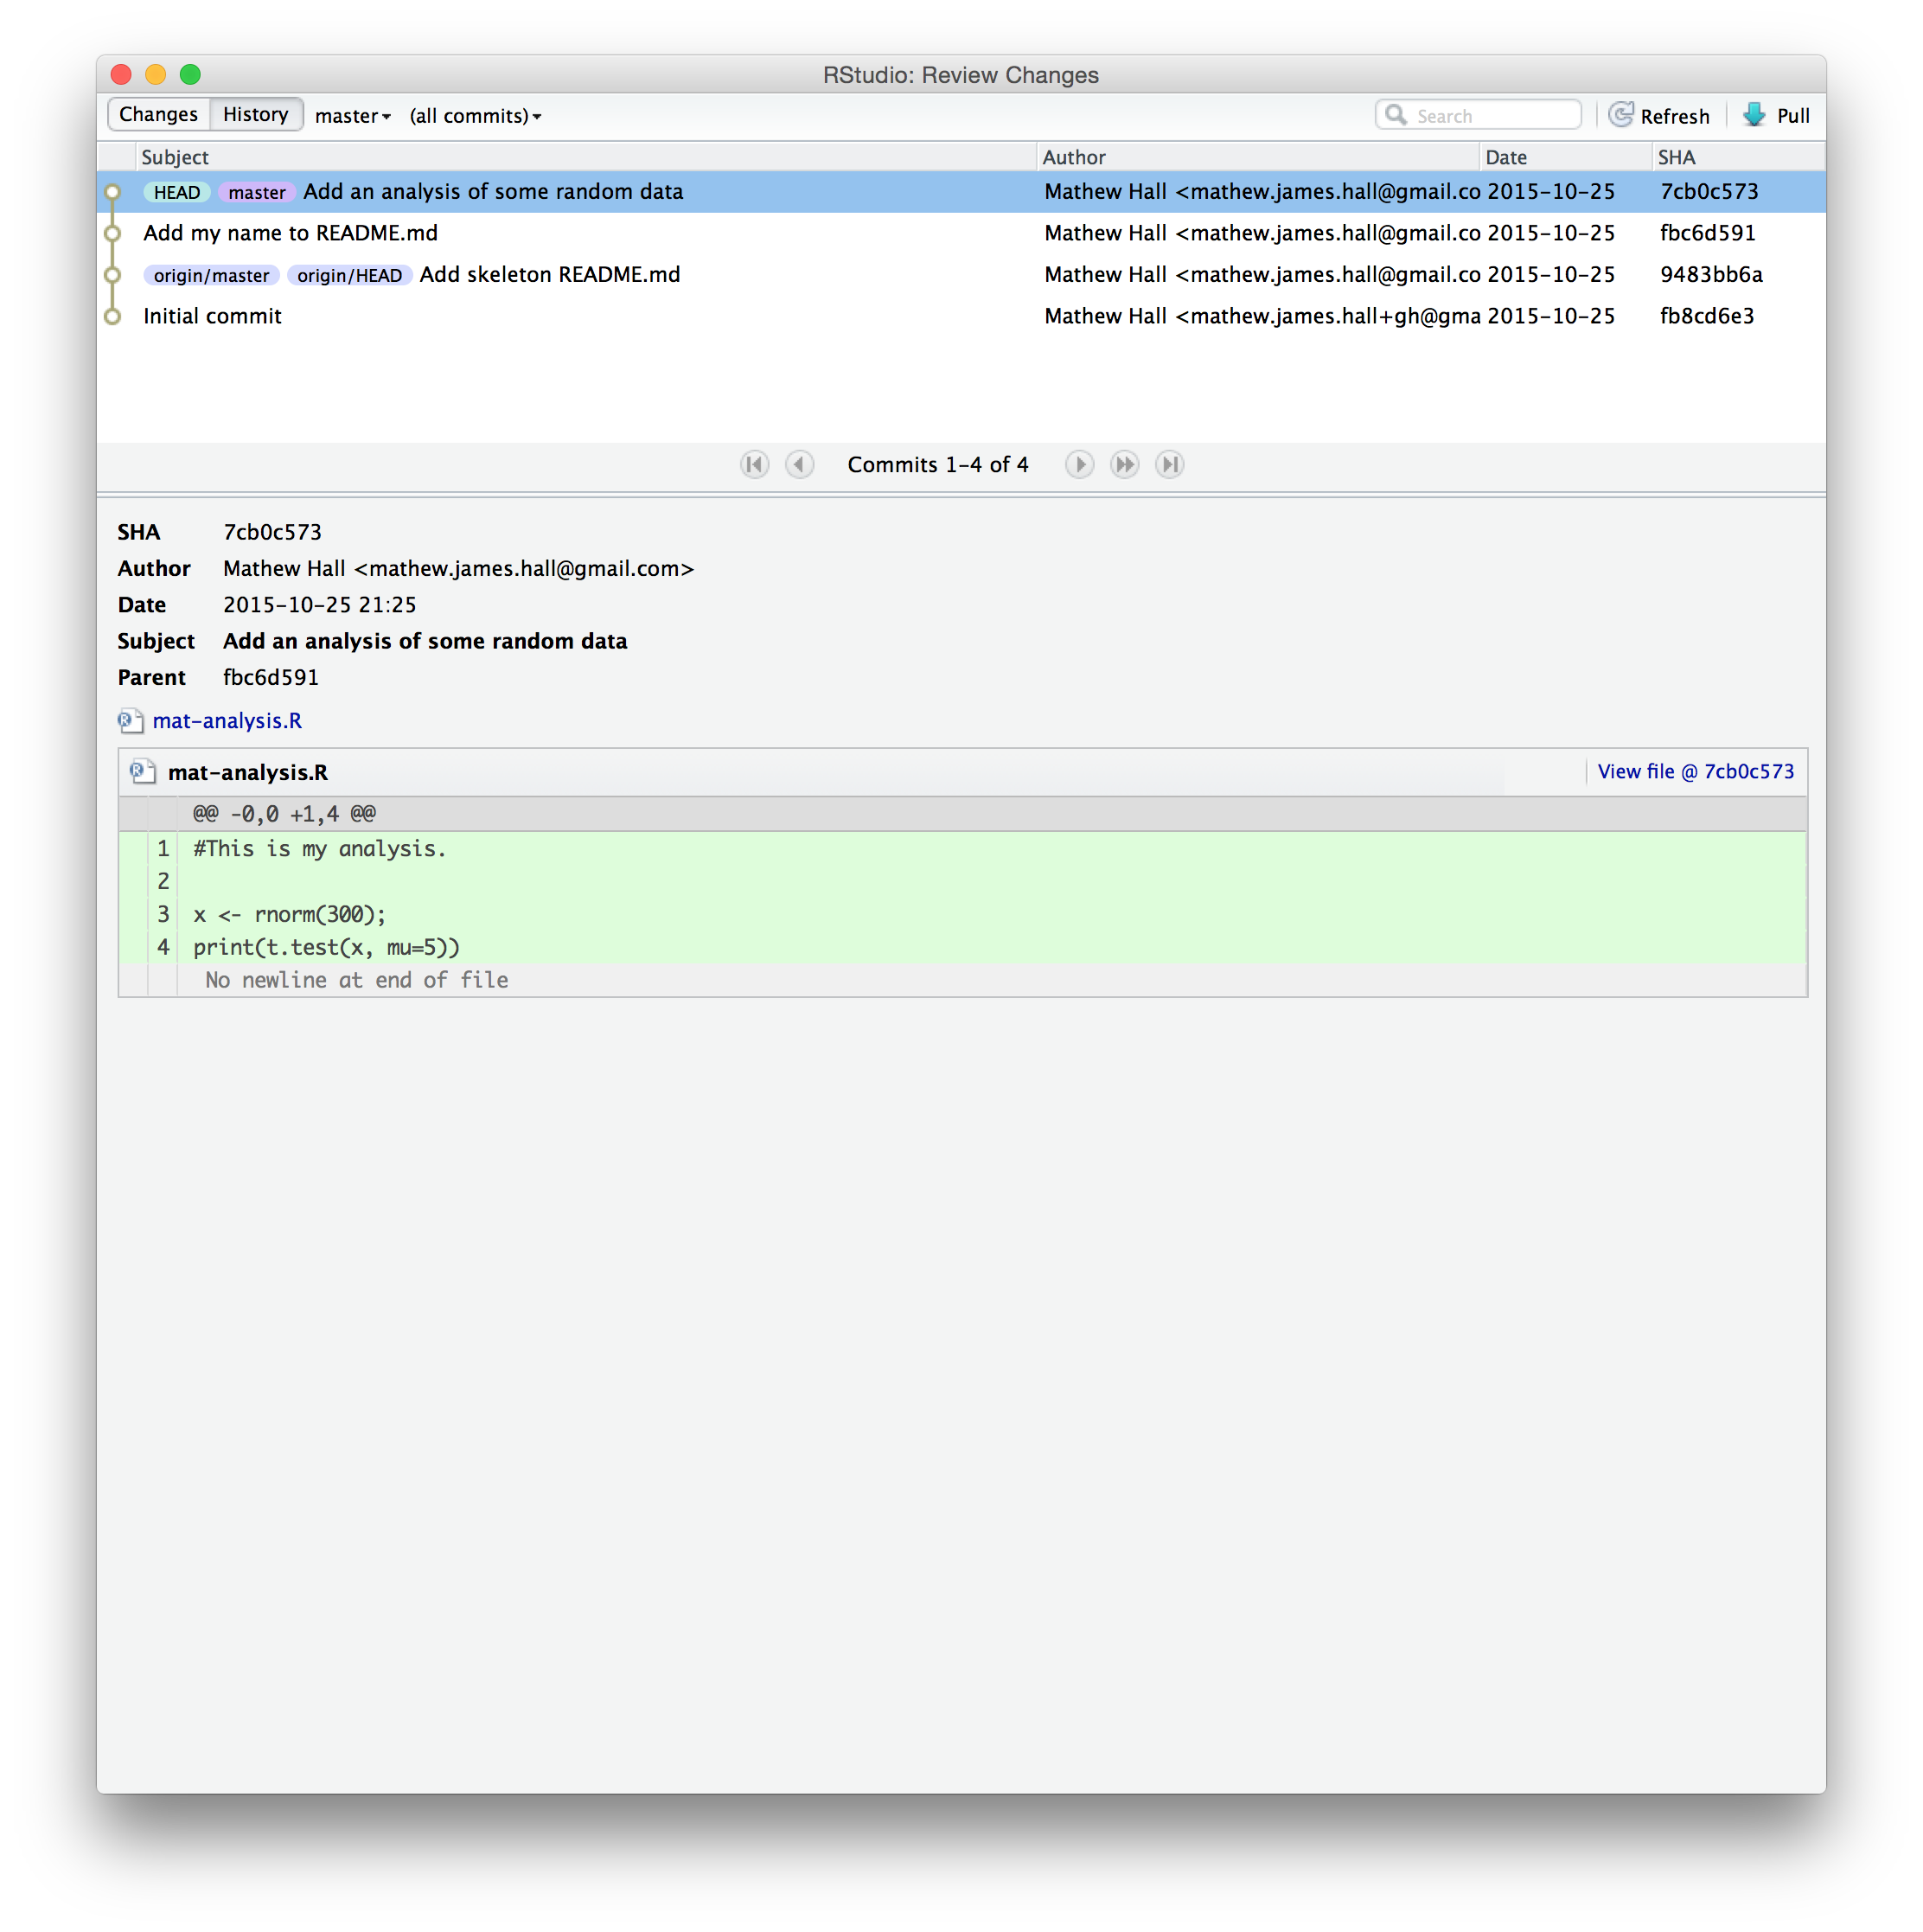 RStudio: Review Changes
Changes History master (all commits) Search Refresh Pull
Subject Author Date SHA
HEAD master Add an analysis of some random data Mathew Hall <mathew.james.hall@gmail.co 2015-10-25 7cb0c573
Add my name to README.md Mathew Hall <mathew.james.hall@gmail.co 2015-10-25 fbc6d591
origin/master origin/HEAD Add skeleton README.md Mathew Hall <mathew.james.hall@gmail.co 2015-10-25 9483bb6a
Initial commit Mathew Hall <mathew.james.hall+gh@gma 2015-10-25 fb8cd6e3
Commits 1-4 of 4
SHA 7cb0c573
Author Mathew Hall <mathew.james.hall@gmail.com>
Date 2015-10-25 21:25
Subject Add an analysis of some random data
Parent fbc6d591
mat-analysis.R
mat-analysis.R View file @ 7cb0c573
@@ -0,0 +1,4 @@
1 #This is my analysis.
2
3 x <- rnorm(300);
4 print(t.test(x, mu=5))
No newline at end of file